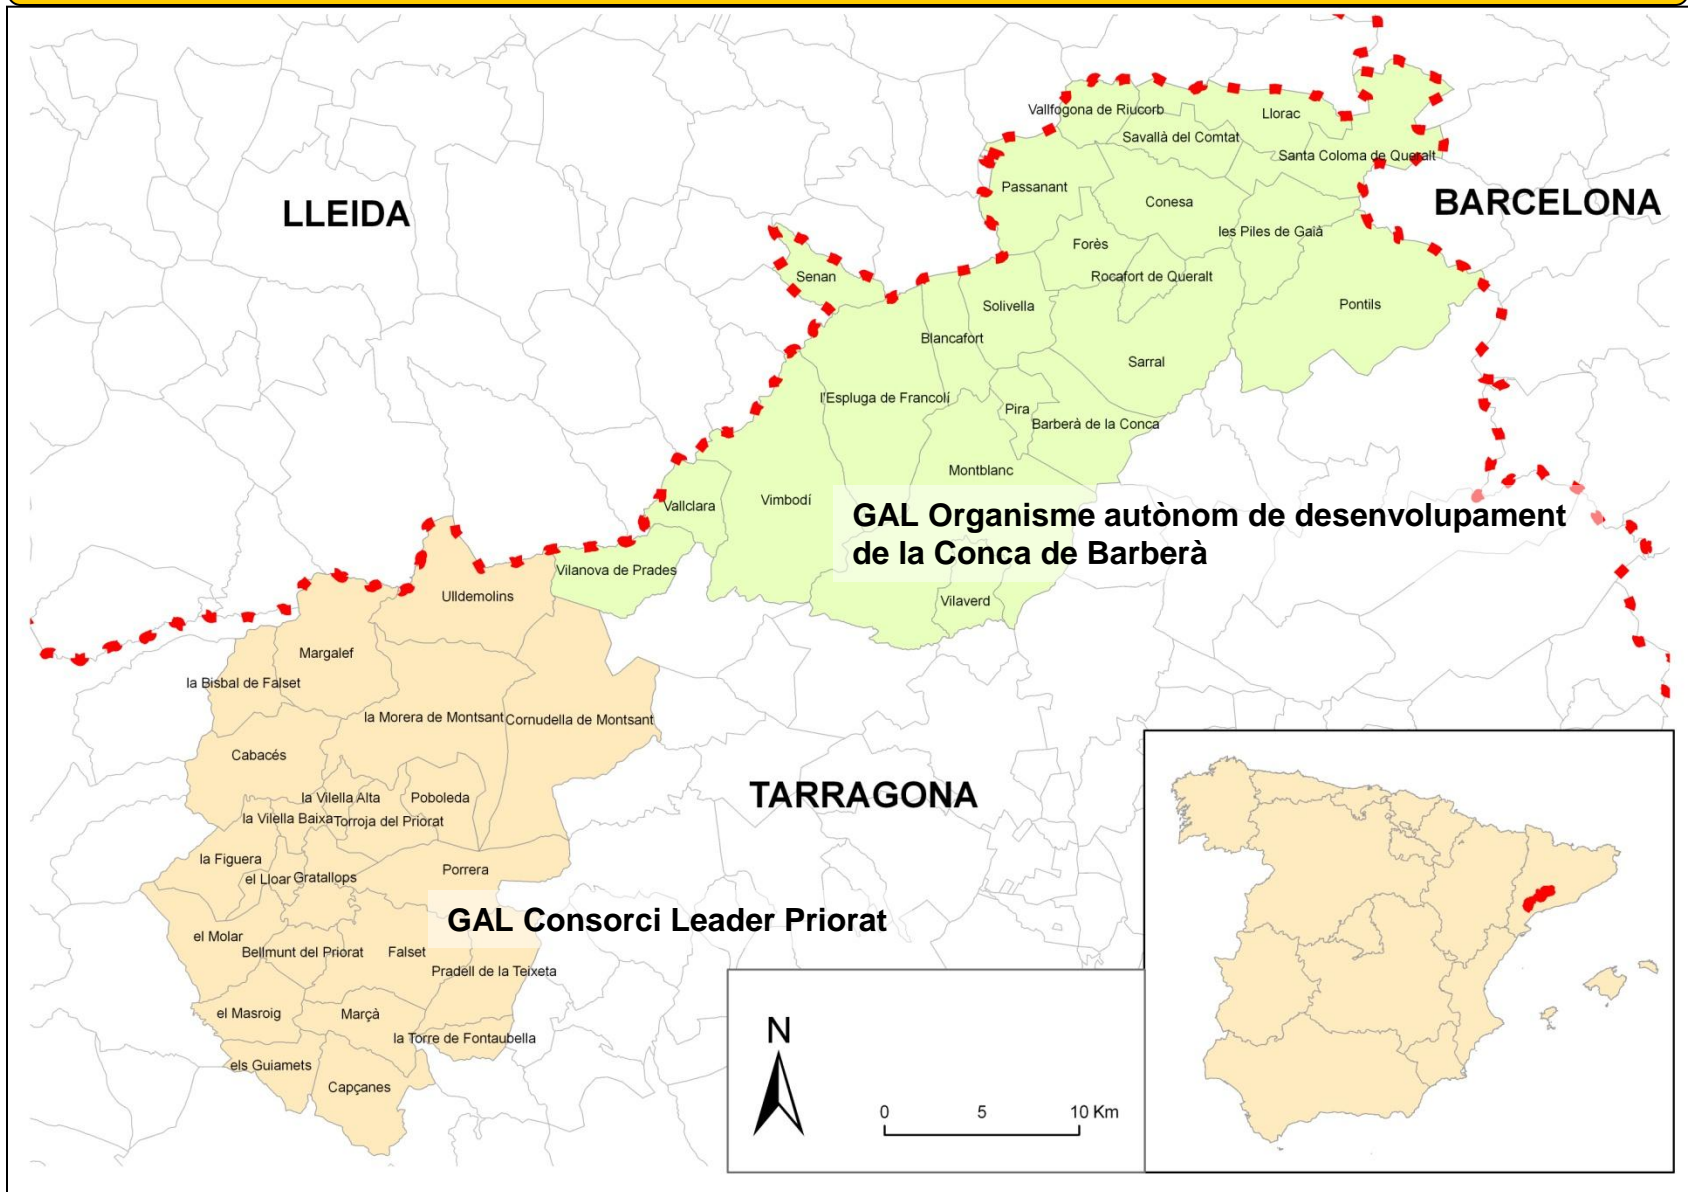 Vallfogona de Riucorb
Llorac
Savallà del Comtat
Santa Coloma de Queralt
Passanant
LLEIDA
BARCELONA
Conesa
les Piles de Gaià
Forès
Senan
Rocafort de Queralt
Solivella
Pontils
Blancafort
Sarral
l'Espluga de Francolí
Pira
Barberà de la Conca
Montblanc
Vimbodí
Vallclara
GAL Organisme autònom de desenvolupament
de la Conca de Barberà
Vilanova de Prades
Ulldemolins
Vilaverd
Margalef
la Bisbal de Falset
la Morera de Montsant
Cornudella de Montsant
Cabacés
TARRAGONA
la Vilella Alta
Poboleda
la Vilella Baixa
Torroja del Priorat
la Figuera
Porrera
el Lloar
Gratallops
GAL Consorci Leader Priorat
el Molar
Bellmunt del Priorat
Falset
Pradell de la Teixeta
el Masroig
Marçà
la Torre de Fontaubella
els Guiamets
Capçanes
N
0 5 10 Km